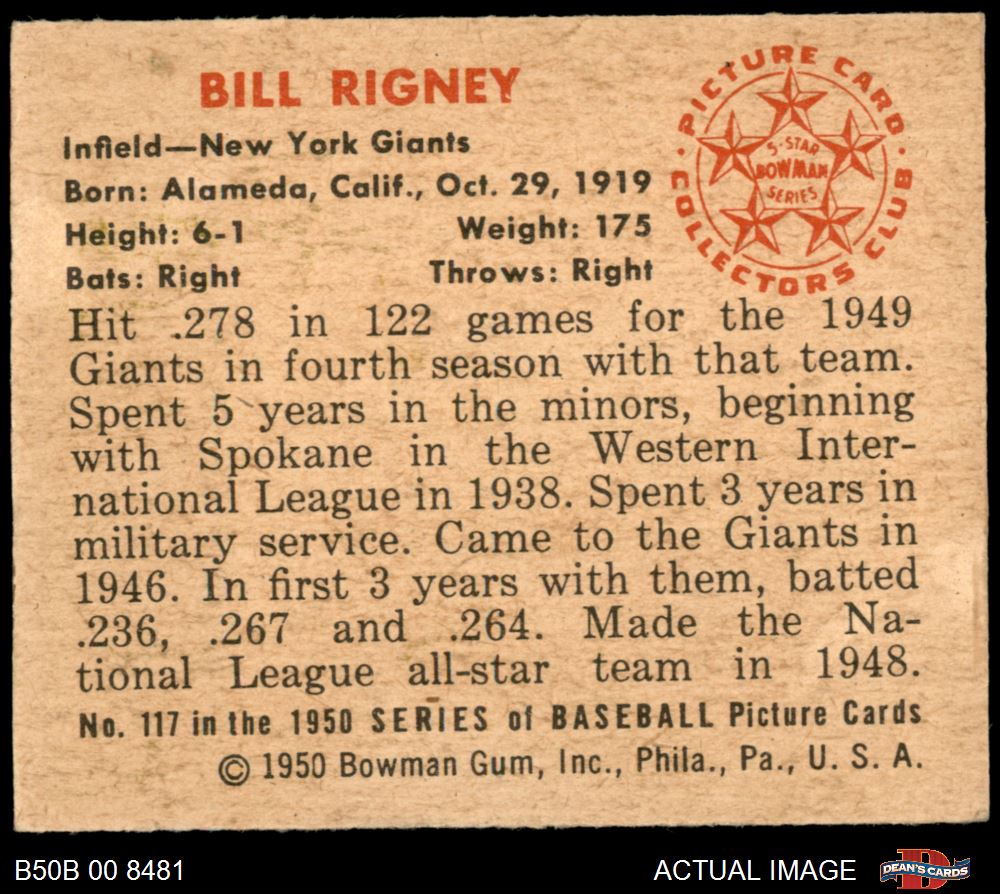 BILL RIGNEY
Infield—New York Giants
Born: Alameda, Calif., Oct. 29, 1919
Height: 6-1 Weight: 175
Bats: Right Throws: Right
PICTURE CARD COLLECTORS CLUB
5-STAR
BOWMAN
SERIES
Hit .278 in 122 games for the 1949
Giants in fourth season with that team.
Spent 5 years in the minors, beginning
with Spokane in the Western Inter-
national League in 1938. Spent 3 years in
military service. Came to the Giants in
1946. In first 3 years with them, batted
.236, .267 and .264. Made the Na-
tional League all-star team in 1948.
No. 117 in the 1950 SERIES of BASEBALL Picture Cards
© 1950 Bowman Gum, Inc., Phila., Pa., U. S. A.
B50B 00 8481 ACTUAL IMAGE DEAN'S CARDS